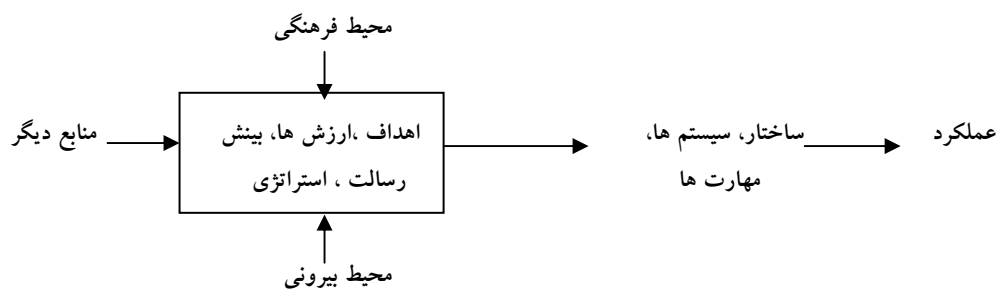 محیط فرهنگی
منابع دیگر
اهداف ،ارزش ها، بینش
رسالت ، استراتژی
ساختار، سیستم ها،
مهارت ها
عملکرد
محیط بیرونی